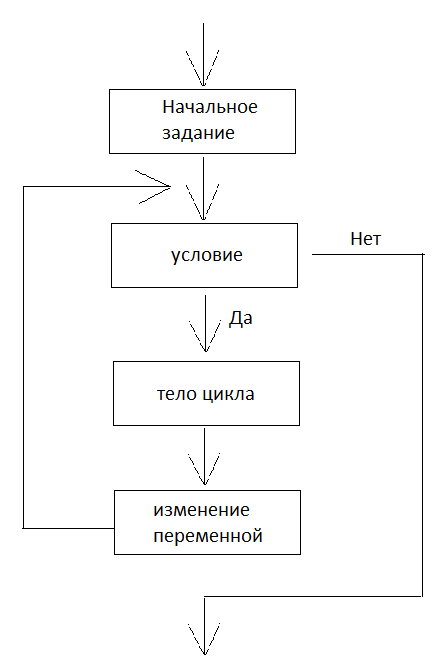 Начальное
задание
условие
Нет
Да
тело цикла
изменение
переменной